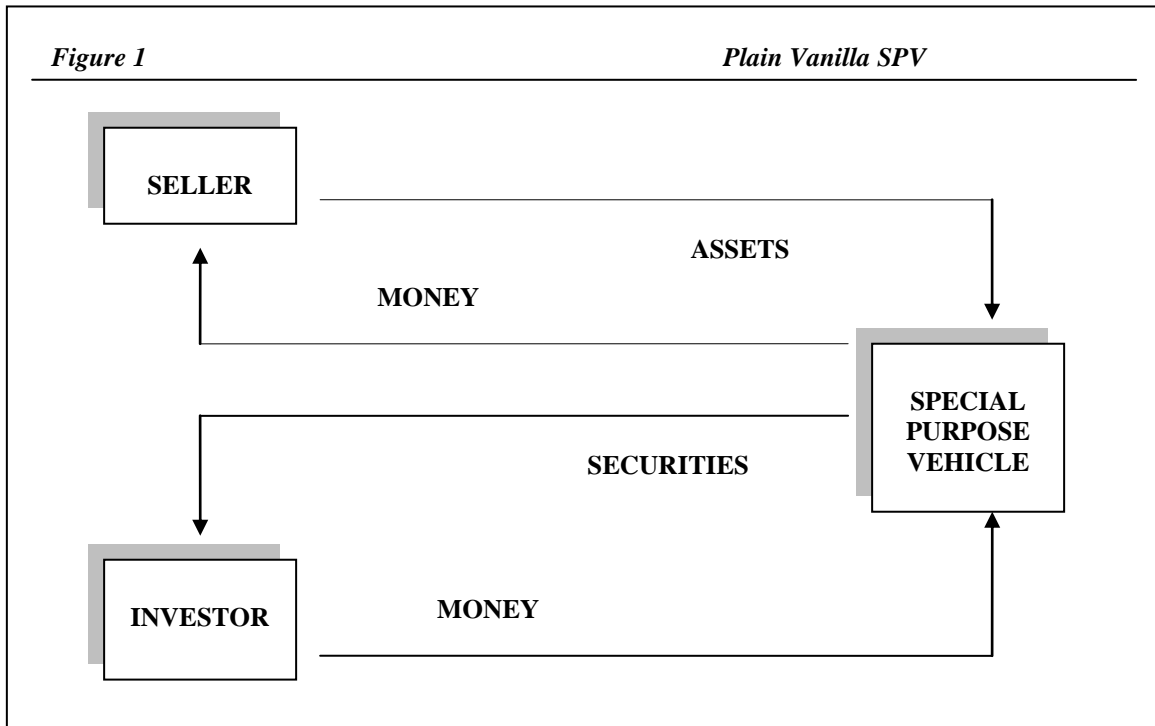 Figure 1 Plain Vanilla SPV
SELLER
ASSETS
MONEY
SPECIAL
PURPOSE
VEHICLE
SECURITIES
INVESTOR
MONEY